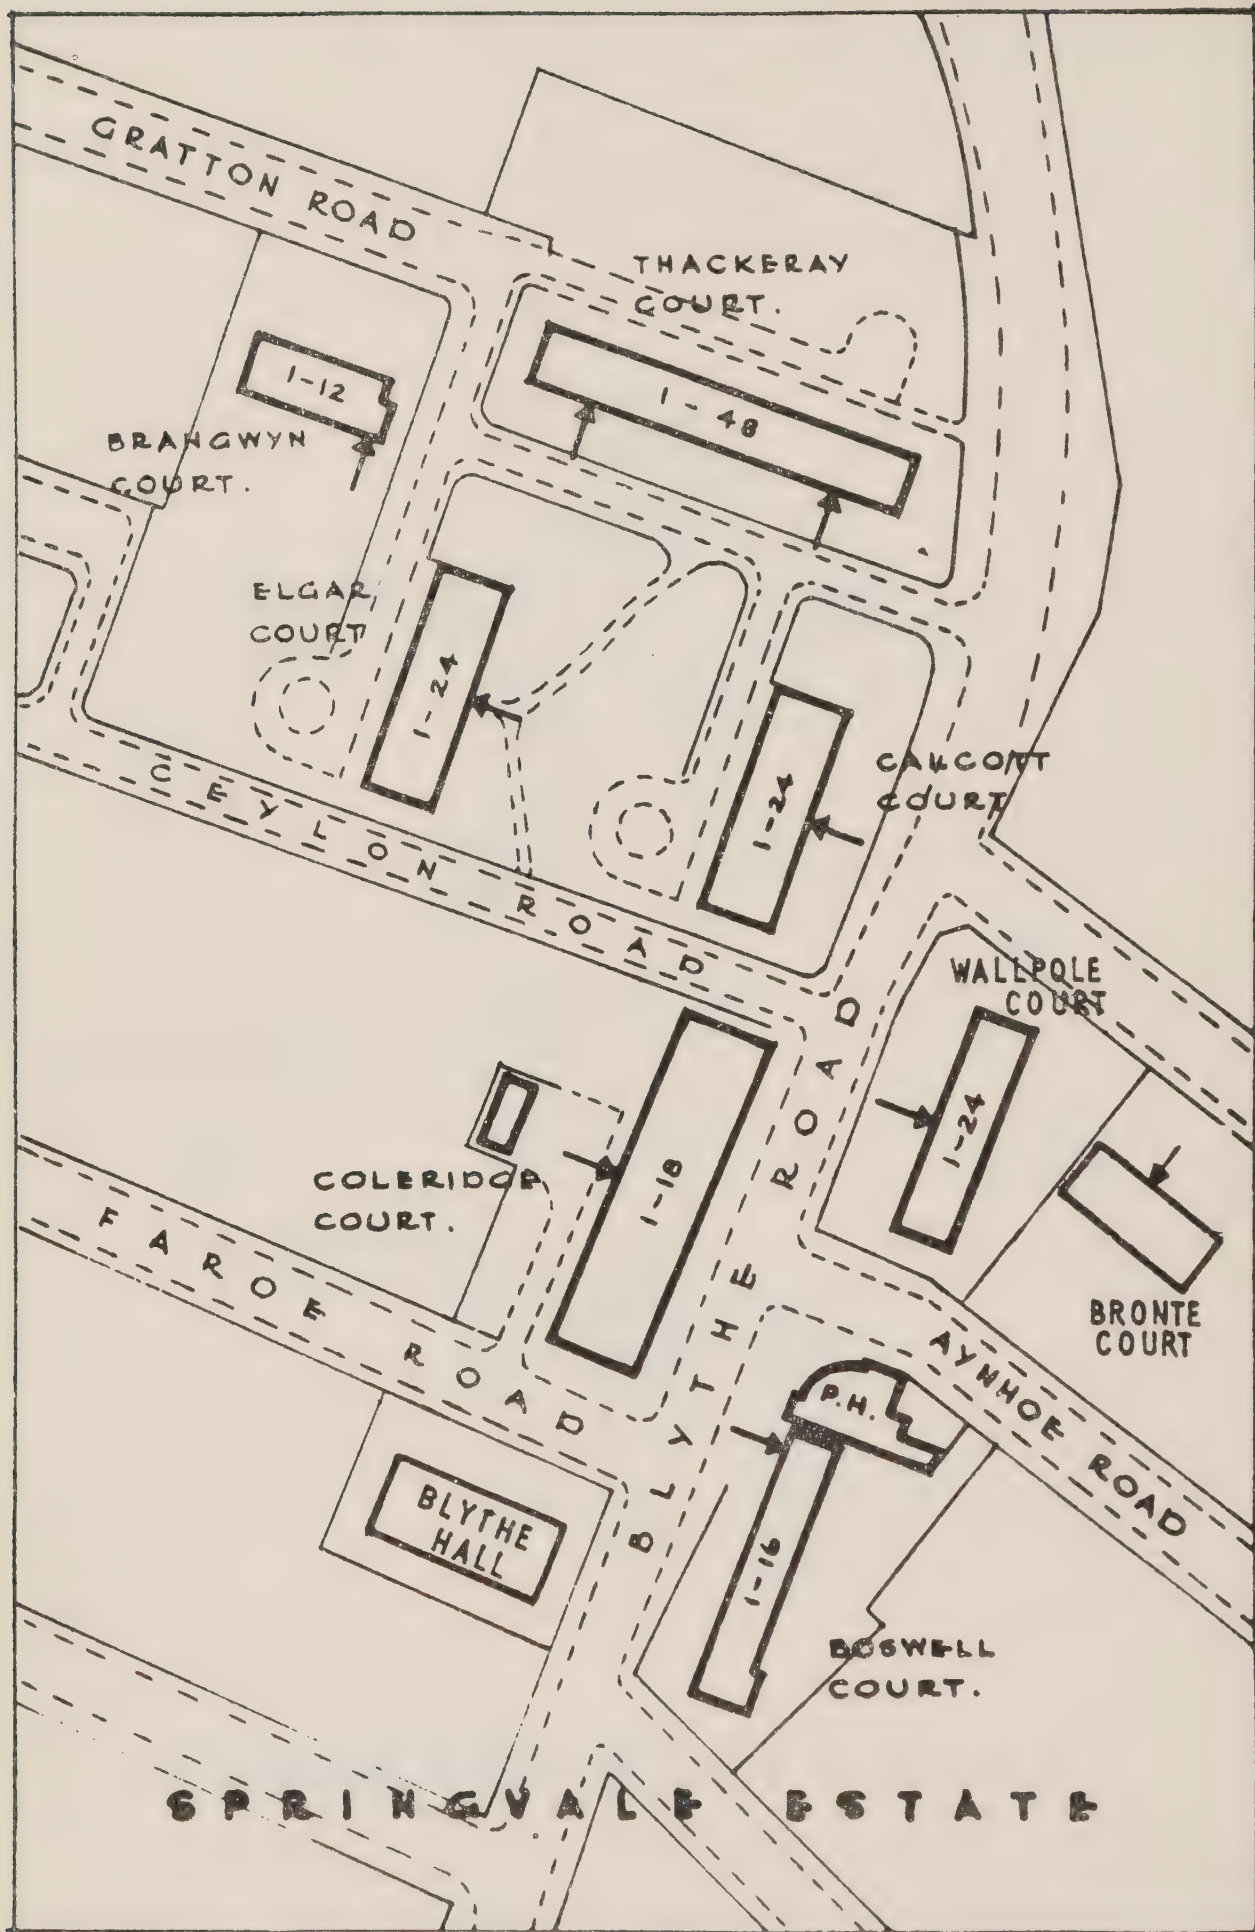 GRATTON ROAD
THACKERAY
COURT.
1-12
1-48
BRANGWYN
COURT.
ELGAR
COURT
1-24
CALCOTT
COURT
1-24
CEYLON ROAD
WALLPOLE
COURT
1-24
COLERIDGE
COURT.
1-18
BLYTHE ROAD
FAROE ROAD
BRONTE
COURT
AYNHOE ROAD
P.H.
BLYTHE
HALL
1-16
BOSWELL
COURT.
SPRINGVALE ESTATE